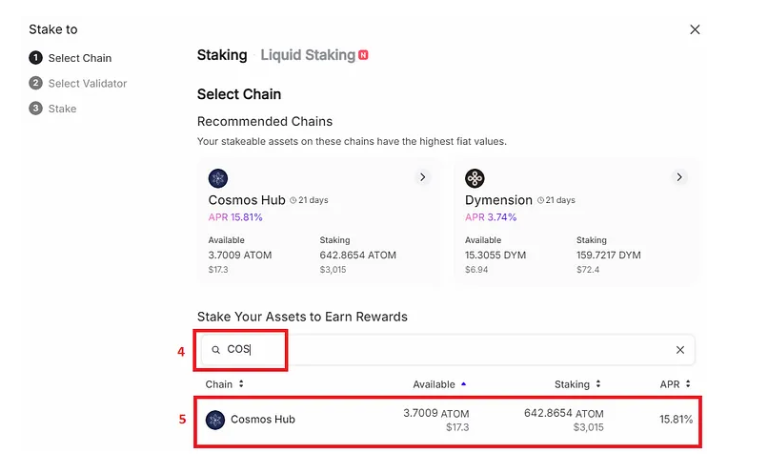 Stake to
1 Select Chain
2 Select Validator
3 Stake
Staking Liquid Staking N
Select Chain
Recommended Chains
Your stakeable assets on these chains have the highest fiat values.
Cosmos Hub 21 days
APR 15.81%
Available Staking
3.7009 ATOM 642.8654 ATOM
$17.3 $3,015
Dymension 21 days
APR 3.74%
Available Staking
15.3055 DYM 159.7217 DYM
$6.94 $72.4
Stake Your Assets to Earn Rewards
4 COS
Chain Available Staking APR
5 Cosmos Hub 3.7009 ATOM 642.8654 ATOM 15.81%
$17.3 $3,015